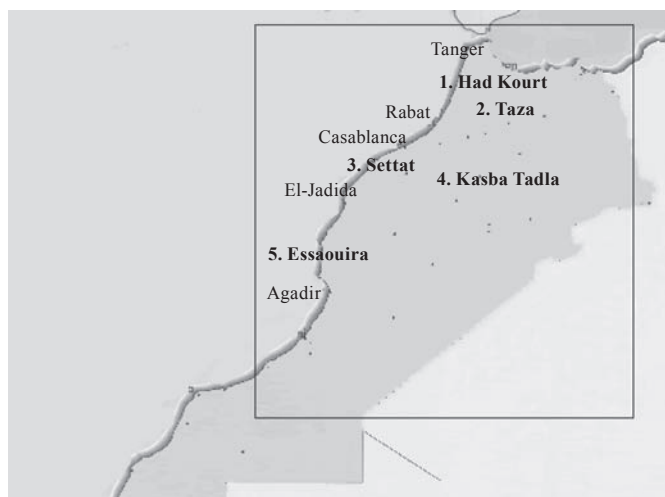 Tanger
1. Had Kourt
2. Taza
Rabat
Casablanca
3. Settat
4. Kasba Tadla
El-Jadida
5. Essaouira
Agadir